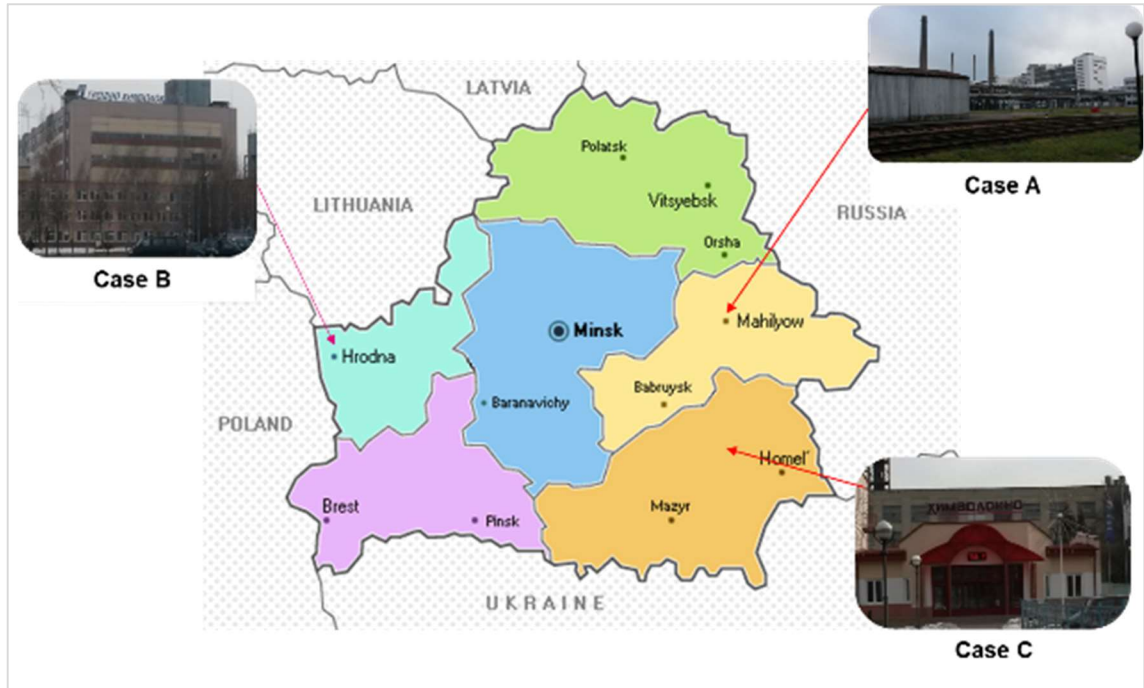 LATVIA
Polatsk
Vitsyebsk
LITHUANIA
RUSSIA
Case A
Orsha
Case B
Mahilyow
Minsk
Hrodna
Babruysk
Baranavichy
POLAND
Homel'
ХИМВОЛОКНО
Brest
Pinsk
Mazyr
UKRAINE
Case C